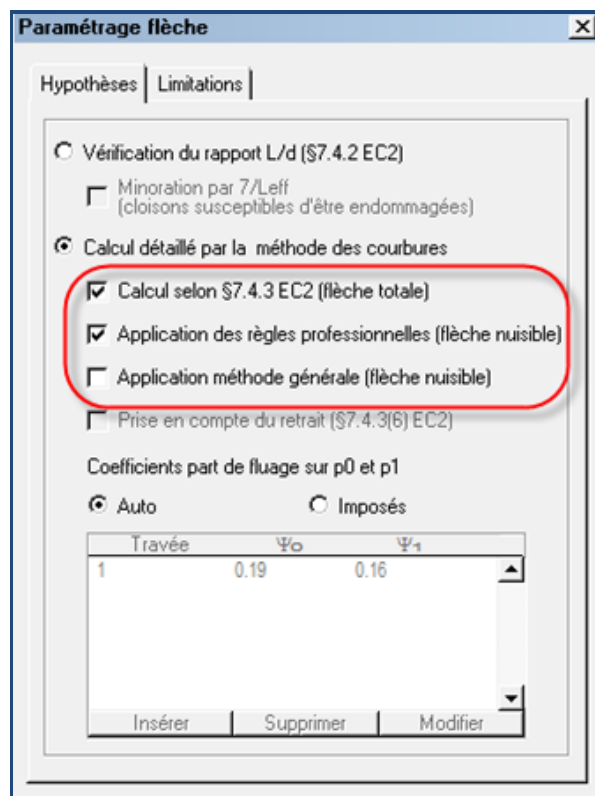 Paramétrage flèche
Hypothèses Limitations
Vérification du rapport L/d (§7.4.2 EC2)
Minoration par 7/Leff
(cloisons susceptibles d'être endommagées)
Calcul détaillé par la méthode des courbures
Calcul selon §7.4.3 EC2 (flèche totale)
Application des règles professionnelles (flèche nuisible)
Application méthode générale (flèche nuisible)
Prise en compte du retrait (§7.4.3(6) EC2)
Coefficients part de fluage sur p0 et p1
Auto Imposés
Travée Ψ0 Ψ1
1 0.19 0.16
Insérer Supprimer Modifier